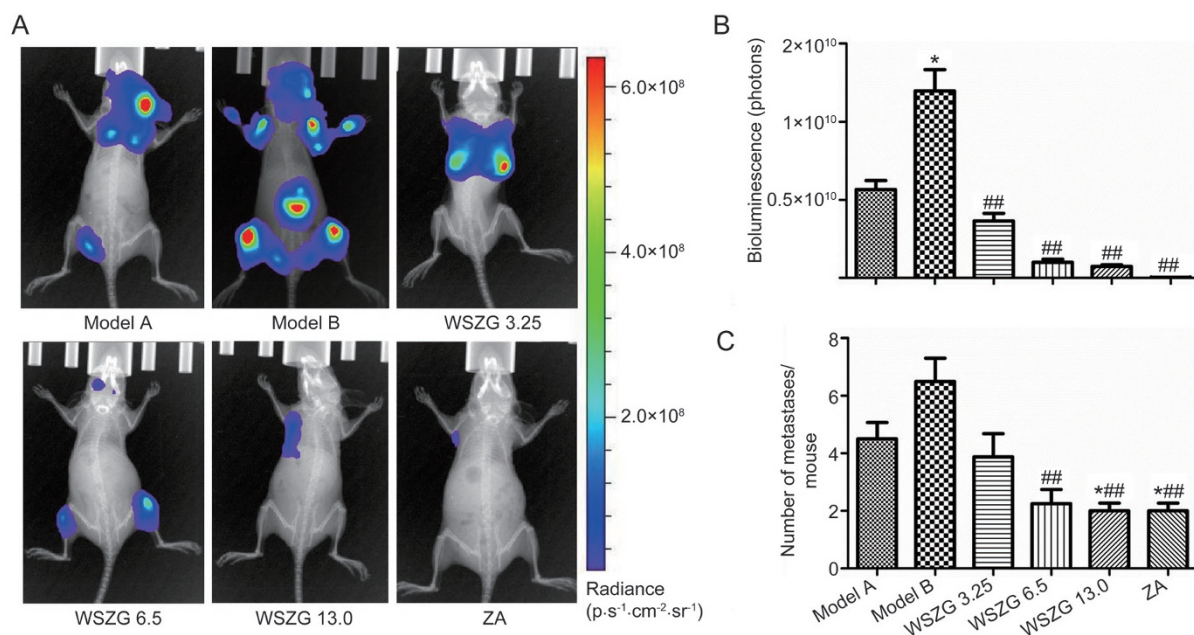 A
Model A
Model B
WSZG 3.25
WSZG 6.5
WSZG 13.0
ZA
6.0×10⁸
4.0×10⁸
2.0×10⁸
Radiance
(p·s⁻¹·cm⁻²·sr⁻¹)
B
Bioluminescence (photons)
2×10¹⁰
1×10¹⁰
0.5×10¹⁰
*
##
##
##
##
C
Number of metastases/
mouse
8
6
4
2
0
##
*##
*##
Model A
Model B
WSZG 3.25
WSZG 6.5
WSZG 13.0
ZA